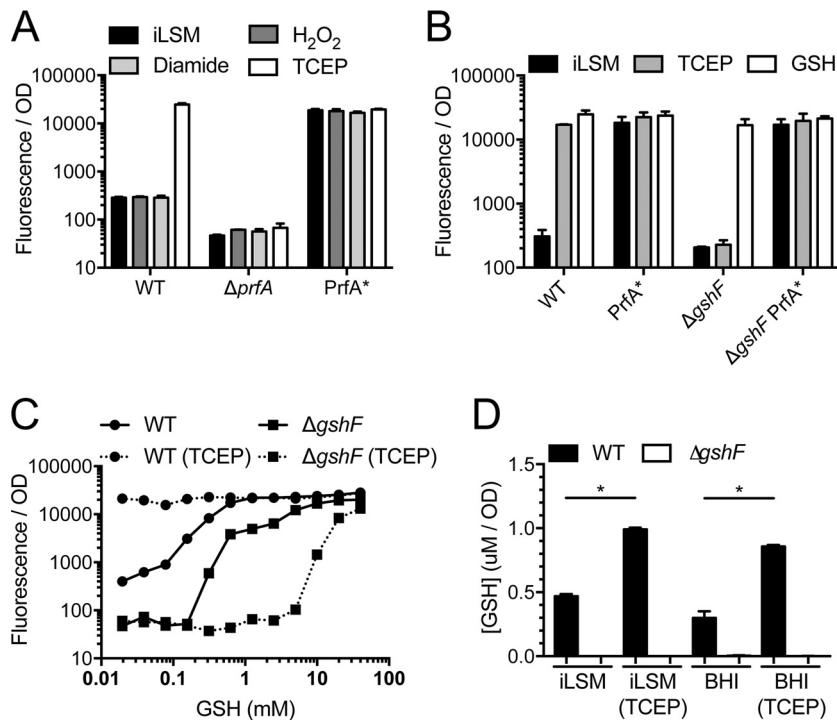 A
iLSM
H₂O₂
Diamide
TCEP
Fluorescence / OD
100000
10000
1000
100
10
WT
ΔprfA
PrfA*
B
iLSM
TCEP
GSH
Fluorescence / OD
100000
10000
1000
100
WT
PrfA*
ΔgshF
ΔgshF PrfA*
C
WT
ΔgshF
WT (TCEP)
ΔgshF (TCEP)
Fluorescence / OD
100000
10000
1000
100
10
0.01
0.1
1
10
100
GSH (mM)
D
WT
ΔgshF
[GSH] (uM / OD)
1.5
1.0
0.5
0.0
*
*
iLSM
iLSM
(TCEP)
BHI
BHI
(TCEP)